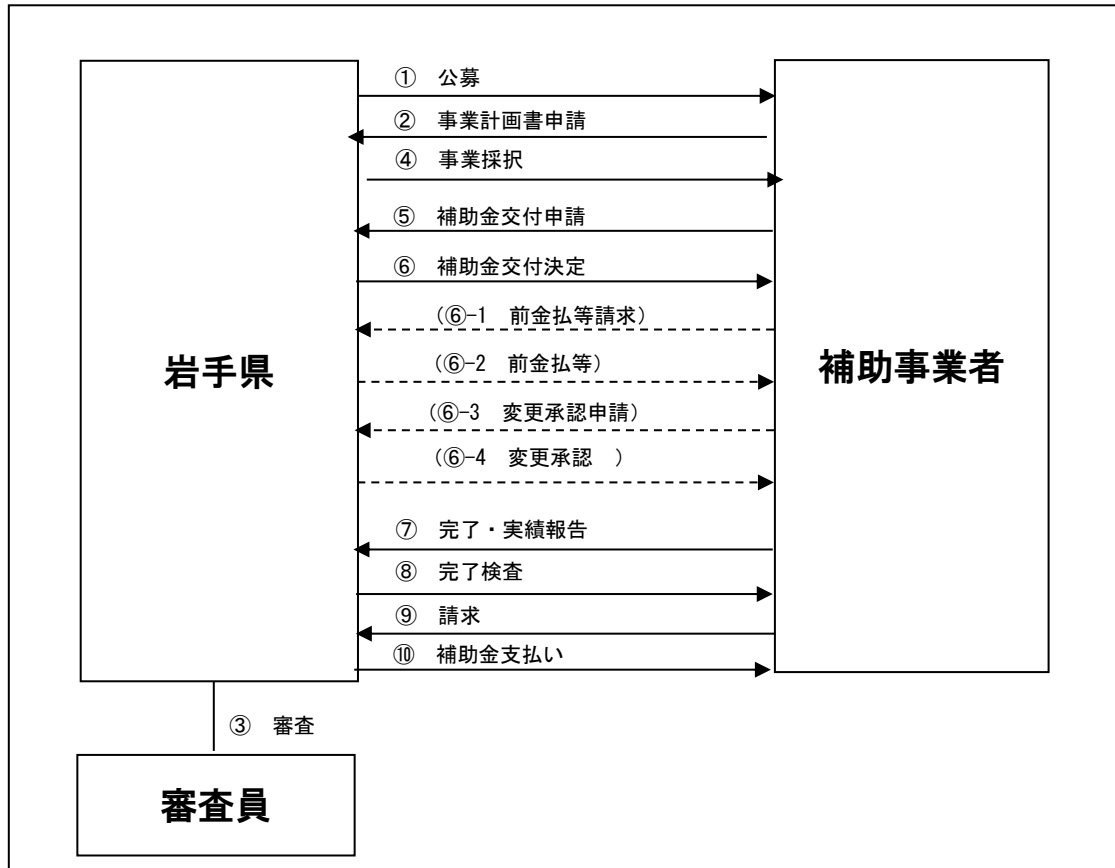 ① 公募
② 事業計画書申請
④ 事業採択
⑤ 補助金交付申請
⑥ 補助金交付決定
(⑥-1 前金払等請求)
(⑥-2 前金払等)
(⑥-3 変更承認申請)
(⑥-4 変更承認 )
岩手県
補助事業者
⑦ 完了・実績報告
⑧ 完了検査
⑨ 請求
⑩ 補助金支払い
③ 審査
審査員